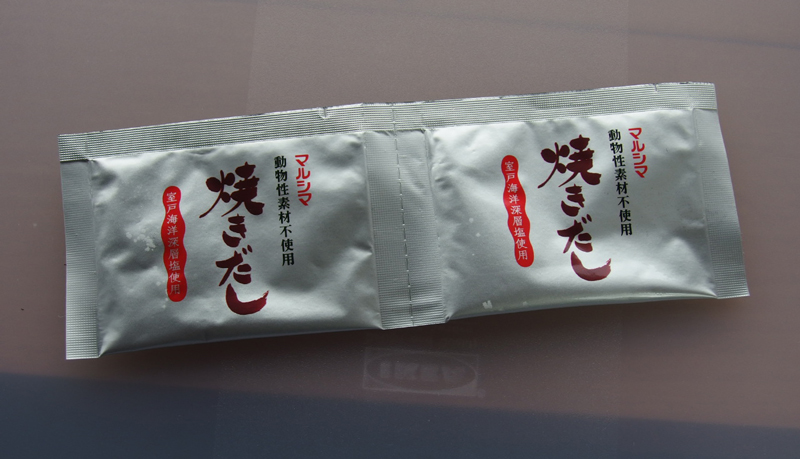 マルシマ
動物性素材不使用
焼きだし
室戸海洋深層塩使用
マルシマ
動物性素材不使用
焼きだし
室戸海洋深層塩使用